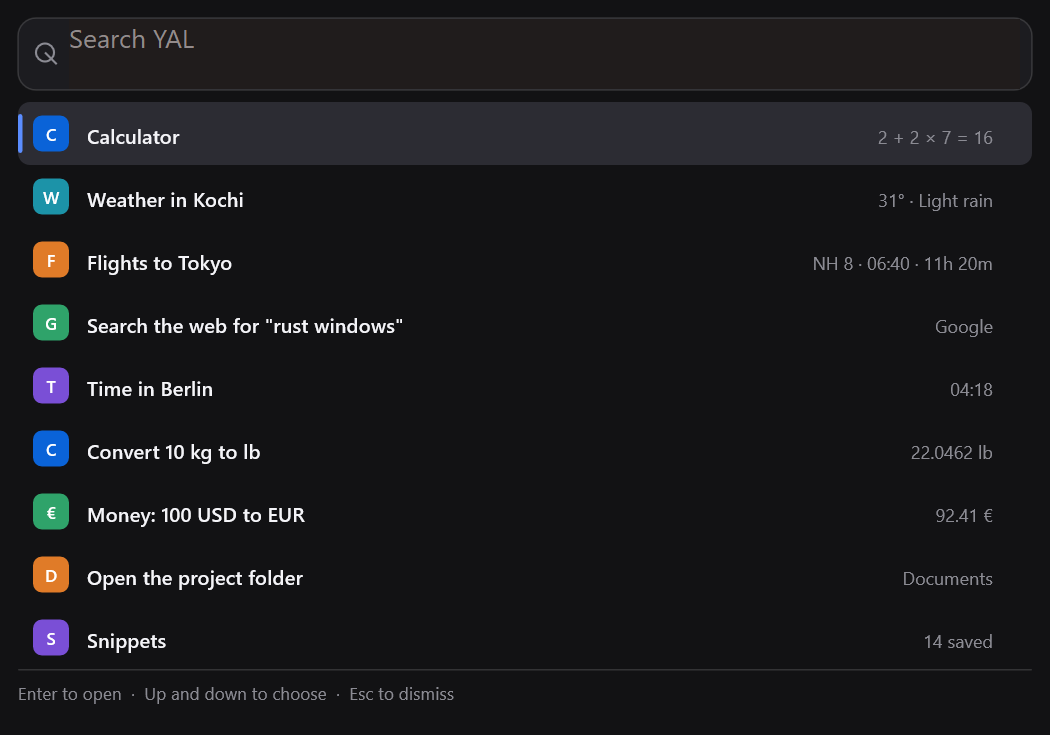 Search YAL
C Calculator 2 + 2 × 7 = 16
W Weather in Kochi 31° · Light rain
F Flights to Tokyo NH 8 · 06:40 · 11h 20m
G Search the web for "rust windows" Google
T Time in Berlin 04:18
C Convert 10 kg to lb 22.0462 lb
€ Money: 100 USD to EUR 92.41 €
D Open the project folder Documents
S Snippets 14 saved
Enter to open · Up and down to choose · Esc to dismiss